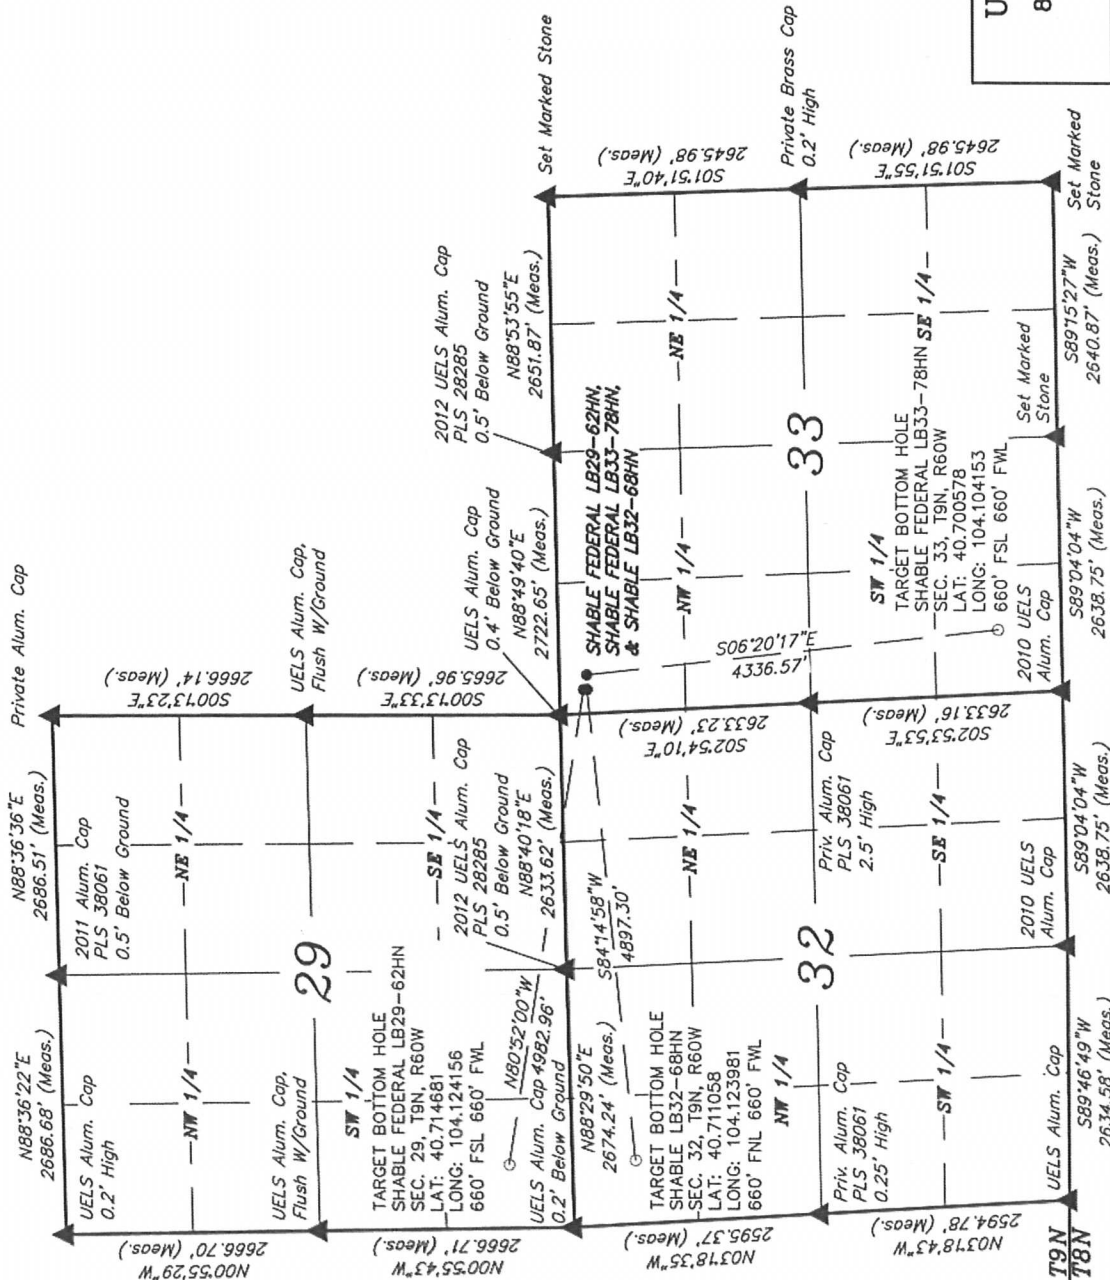 N88°36'22"E
2686.68' (Meas.)
N88°36'36"E
2686.51' (Meas.)
Private Alum. Cap
UELS Alum. Cap
0.2' High
2011 Alum. Cap
PLS 38061
0.5' Below Ground
N00°55'29"W
2666.70' (Meas.)
NW 1/4
NE 1/4
S00°13'23"E
2666.14' (Meas.)
UELS Alum. Cap,
Flush W/Ground
29
UELS Alum. Cap,
Flush W/Ground
N00°55'43"W
2666.71' (Meas.)
SW 1/4
TARGET BOTTOM HOLE
SHABLE FEDERAL LB29-62HN
SEC. 29, T9N, R60W
LAT: 40.714681
LONG: 104.124156
660' FSL 660' FWL
SE 1/4
S00°13'33"E
2665.96' (Meas.)
2012 UELS Alum. Cap
PLS 28285
0.5' Below Ground
N88°40'18"E
2633.62' (Meas.)
N80°52'00"W
4982.96'
UELS Alum. Cap
0.2' Below Ground
UELS Alum. Cap
0.4' Below Ground
N88°49'40"E
2722.65' (Meas.)
2012 UELS Alum. Cap
PLS 28285
0.5' Below Ground
N88°53'55"E
2651.87' (Meas.)
Set Marked Stone
N88°29'50"E
2674.24' (Meas.)
S84°14'58"W
4897.30'
SHABLE FEDERAL LB29-62HN,
SHABLE FEDERAL LB33-78HN,
& SHABLE LB32-68HN
N03°18'35"W
2595.37' (Meas.)
TARGET BOTTOM HOLE
SHABLE LB32-68HN
SEC. 32, T9N, R60W
LAT: 40.711058
LONG: 104.123981
660' FNL 660' FWL
NW 1/4
NE 1/4
S02°54'10"E
2633.23' (Meas.)
NW 1/4
NE 1/4
S01°51'40"E
2645.98' (Meas.)
S06°20'17"E
4336.57'
Priv. Alum. Cap
PLS 38061
0.25' High
32
Priv. Alum. Cap
PLS 38061
2.5' High
33
Private Brass Cap
0.2' High
N03°18'43"W
2594.78' (Meas.)
SW 1/4
SE 1/4
S02°53'53"E
2633.16' (Meas.)
SW 1/4
TARGET BOTTOM HOLE
SHABLE FEDERAL LB33-78HN
SEC. 33, T9N, R60W
LAT: 40.700578
LONG: 104.104153
660' FSL 660' FWL
SE 1/4
S01°51'55"E
2645.98' (Meas.)
UELS Alum. Cap
2010 UELS
Alum. Cap
2010 UELS
Alum. Cap
Set Marked
Stone
Set Marked
Stone
T9N
T8N
S89°46'49"W
2634.58' (Meas.)
S89°04'04"W
2638.75' (Meas.)
S89°04'04"W
2638.75' (Meas.)
S89°15'27"W
2640.87' (Meas.)
U
8